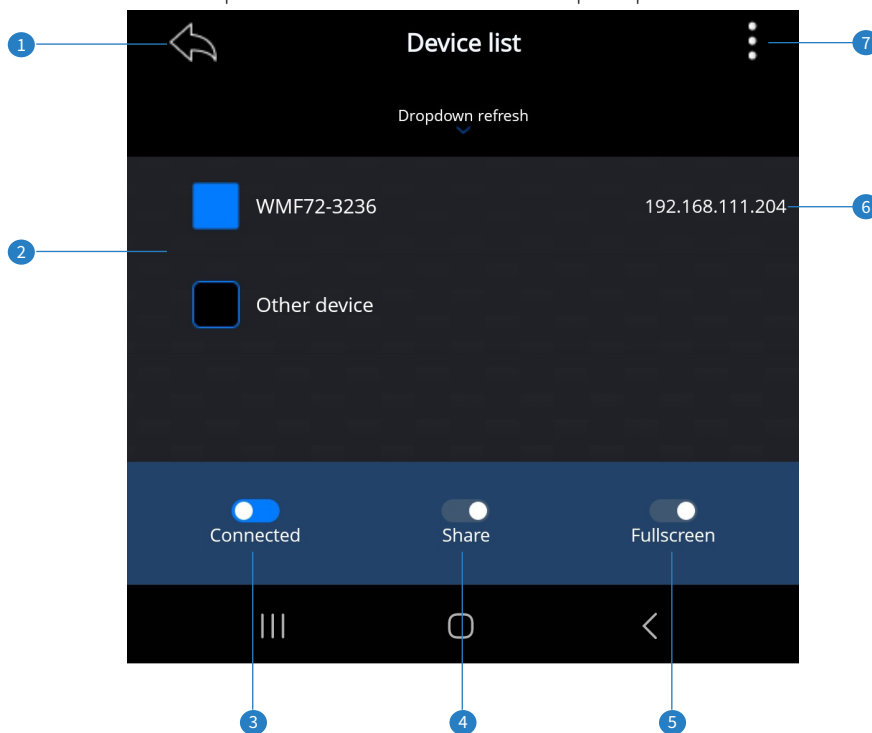 1
Device list
7
Dropdown refresh
WMF72-3236
192.168.111.204
6
2
Other device
Connected
Share
Fullscreen
3
4
5